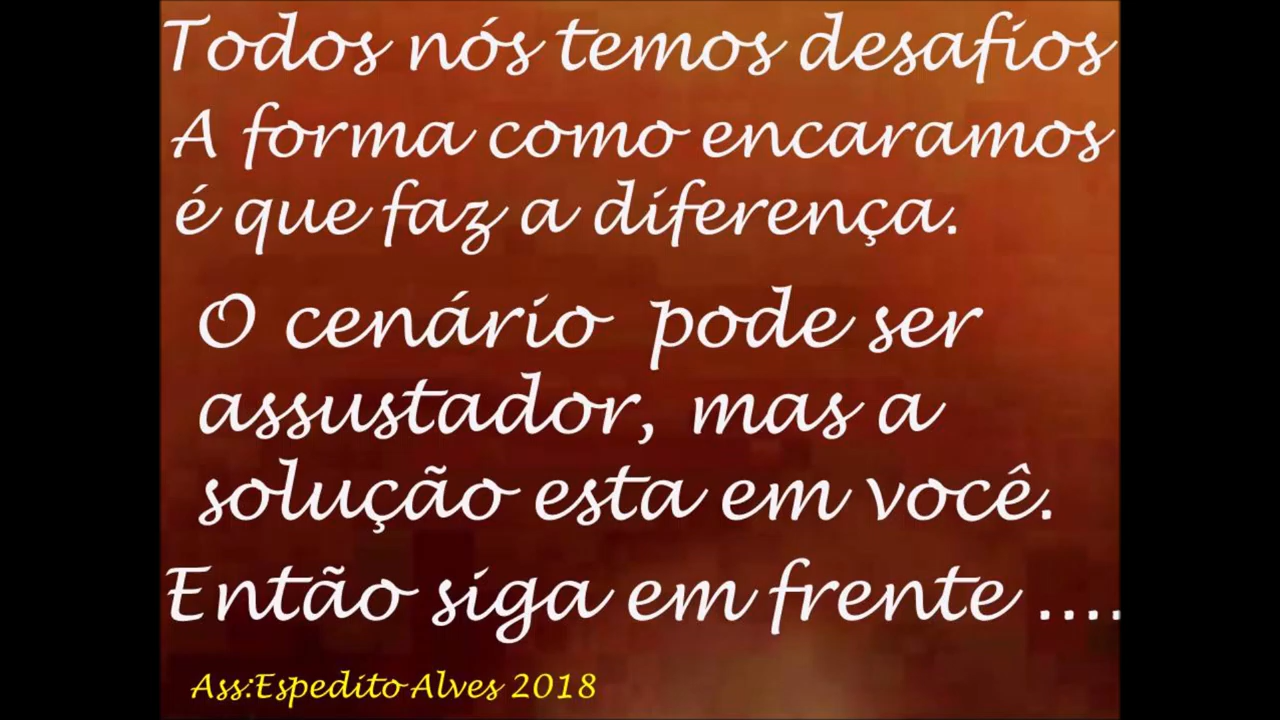 Todos nós temos desafios
A forma como encaramos
é que faz a diferença.
O cenário pode ser
assustador, mas a
solução esta em você.
Então siga em frente ....
Ass:Espedito Alves 2018